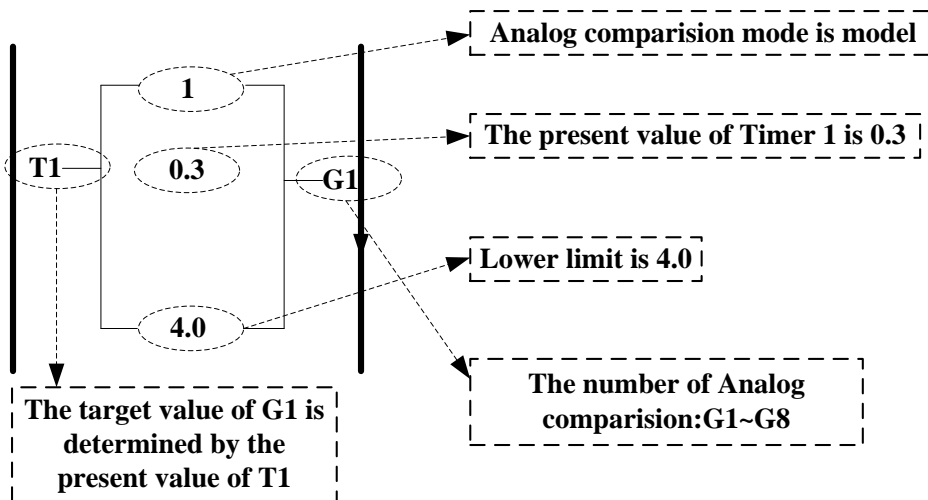 Analog comparision mode is model
1
The present value of Timer 1 is 0.3
T1
0.3
G1
Lower limit is 4.0
4.0
The number of Analog
comparision:G1~G8
The target value of G1 is
determined by the
present value of T1